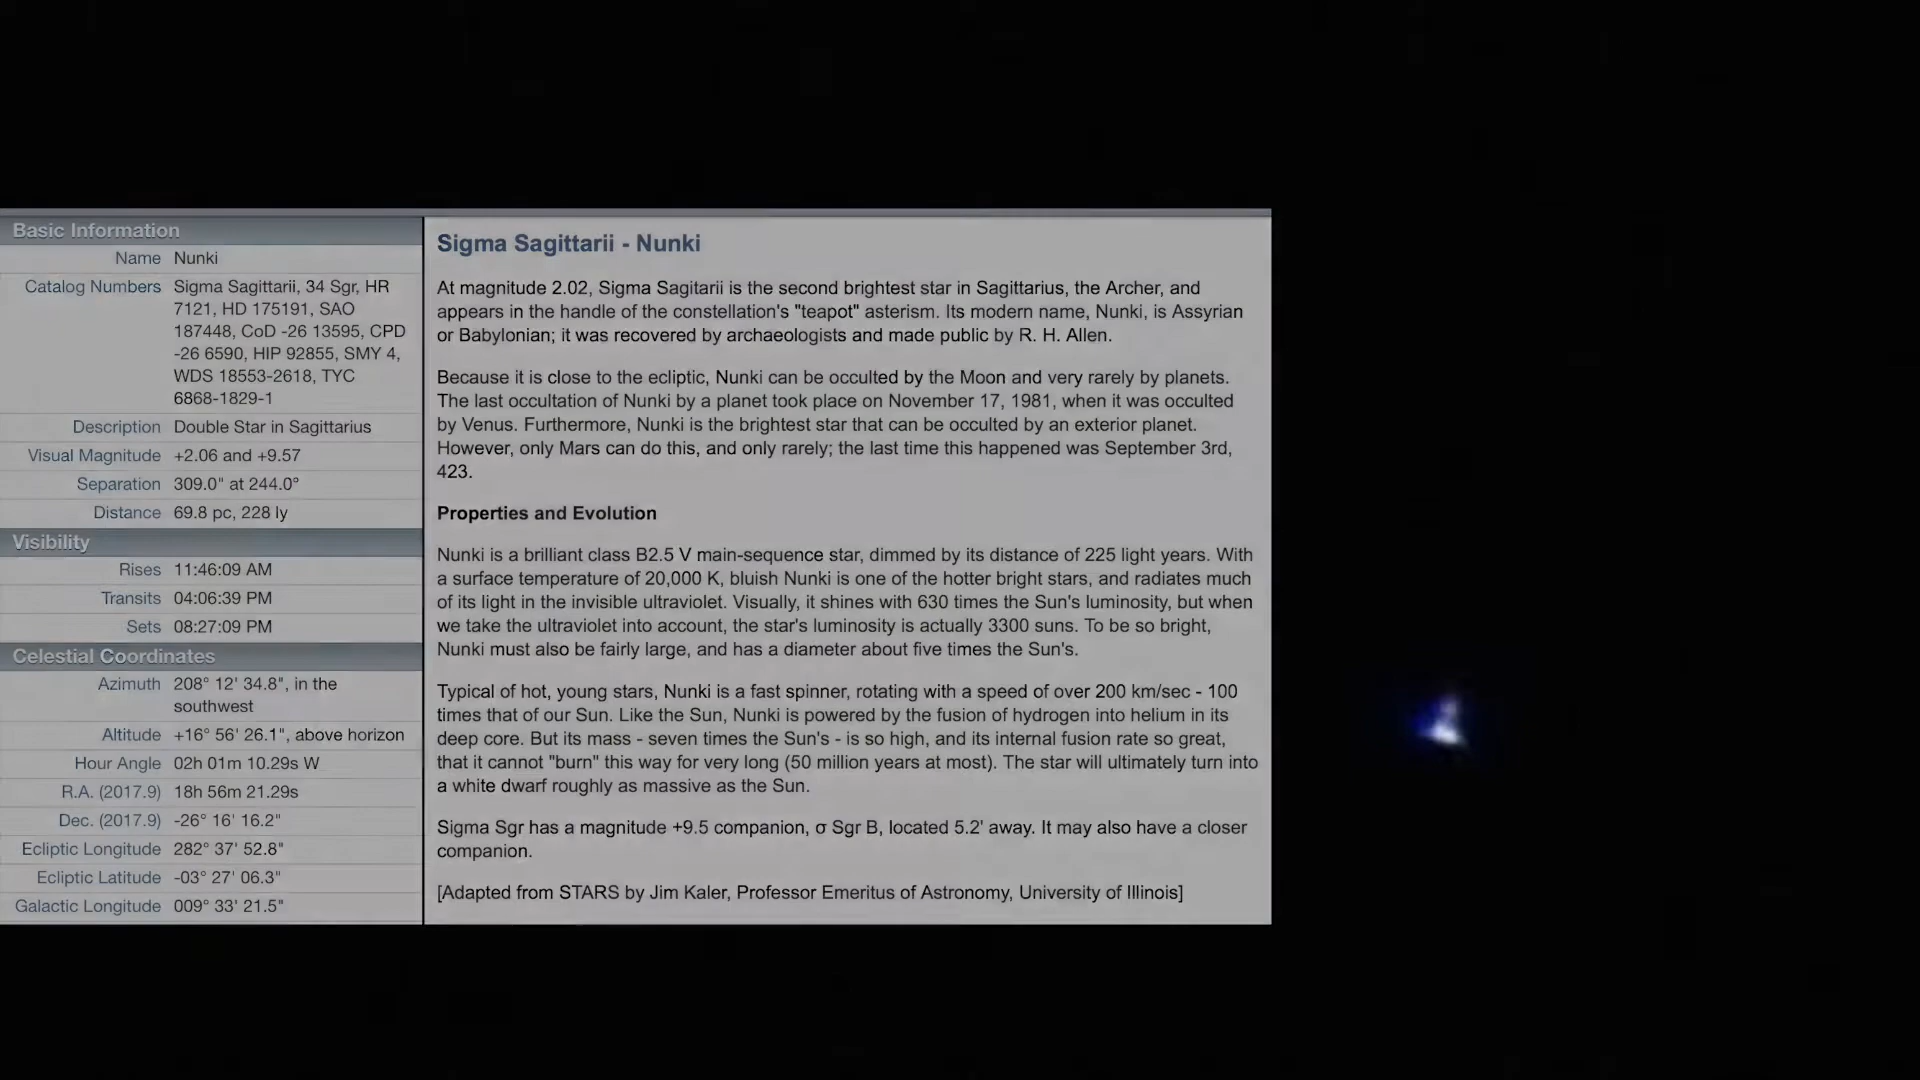 Basic Information
Name Nunki
Catalog Numbers Sigma Sagittarii, 34 Sgr, HR
7121, HD 175191, SAO
187448, CoD -26 13595, CPD
-26 6590, HIP 92855, SMY 4,
WDS 18553-2618, TYC
6868-1829-1
Description Double Star in Sagittarius
Visual Magnitude +2.06 and +9.57
Separation 309.0" at 244.0°
Distance 69.8 pc, 228 ly
Visibility
Rises 11:46:09 AM
Transits 04:06:39 PM
Sets 08:27:09 PM
Celestial Coordinates
Azimuth 208° 12' 34.8", in the
southwest
Altitude +16° 56' 26.1", above horizon
Hour Angle 02h 01m 10.29s W
R.A. (2017.9) 18h 56m 21.29s
Dec. (2017.9) -26° 16' 16.2"
Ecliptic Longitude 282° 37' 52.8"
Ecliptic Latitude -03° 27' 06.3"
Galactic Longitude 009° 33' 21.5"
Sigma Sagittarii - Nunki
At magnitude 2.02, Sigma Sagitarii is the second brightest star in Sagittarius, the Archer, and
appears in the handle of the constellation's "teapot" asterism. Its modern name, Nunki, is Assyrian
or Babylonian; it was recovered by archaeologists and made public by R. H. Allen.
Because it is close to the ecliptic, Nunki can be occulted by the Moon and very rarely by planets.
The last occultation of Nunki by a planet took place on November 17, 1981, when it was occulted
by Venus. Furthermore, Nunki is the brightest star that can be occulted by an exterior planet.
However, only Mars can do this, and only rarely; the last time this happened was September 3rd,
423.
Properties and Evolution
Nunki is a brilliant class B2.5 V main-sequence star, dimmed by its distance of 225 light years. With
a surface temperature of 20,000 K, bluish Nunki is one of the hotter bright stars, and radiates much
of its light in the invisible ultraviolet. Visually, it shines with 630 times the Sun's luminosity, but when
we take the ultraviolet into account, the star's luminosity is actually 3300 suns. To be so bright,
Nunki must also be fairly large, and has a diameter about five times the Sun's.
Typical of hot, young stars, Nunki is a fast spinner, rotating with a speed of over 200 km/sec - 100
times that of our Sun. Like the Sun, Nunki is powered by the fusion of hydrogen into helium in its
deep core. But its mass - seven times the Sun's - is so high, and its internal fusion rate so great,
that it cannot "burn" this way for very long (50 million years at most). The star will ultimately turn into
a white dwarf roughly as massive as the Sun.
Sigma Sgr has a magnitude +9.5 companion, σ Sgr B, located 5.2' away. It may also have a closer
companion.
[Adapted from STARS by Jim Kaler, Professor Emeritus of Astronomy, University of Illinois]